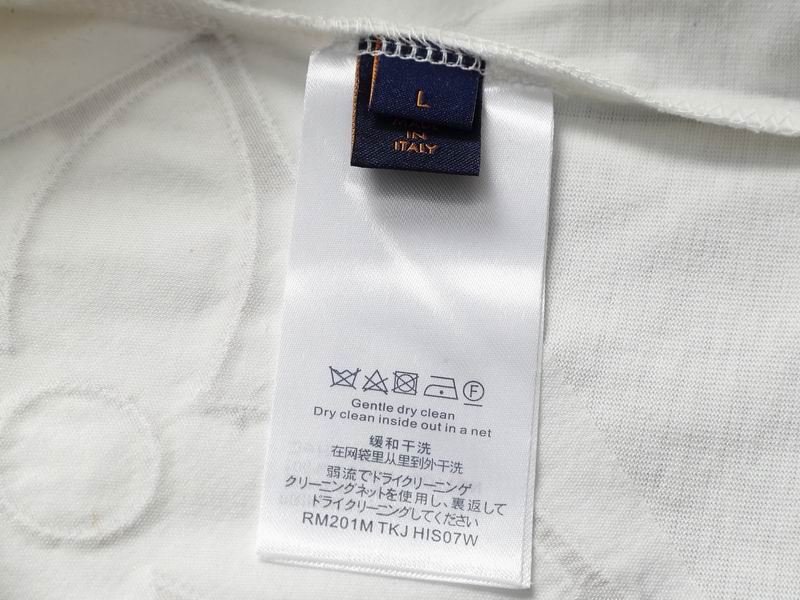 L
MADE
IN
ITALY
Gentle dry clean
Dry clean inside out in a net
缓和干洗
在网袋里从里到外干洗
弱流でドライクリーニンゲ
クリーニングネットを使用し、裏返して
ドライクリーニングしてください
RM201M TKJ HIS07W